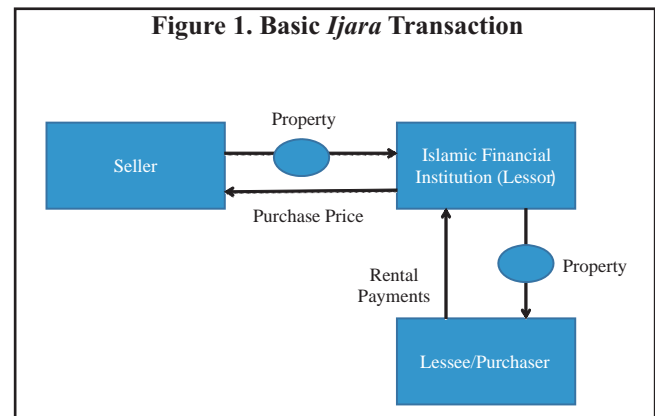 Figure 1. Basic Ijara Transaction
Property
Seller
Islamic Financial
Institution (Lessor)
Purchase Price
Rental
Payments
Property
Lessee/Purchaser